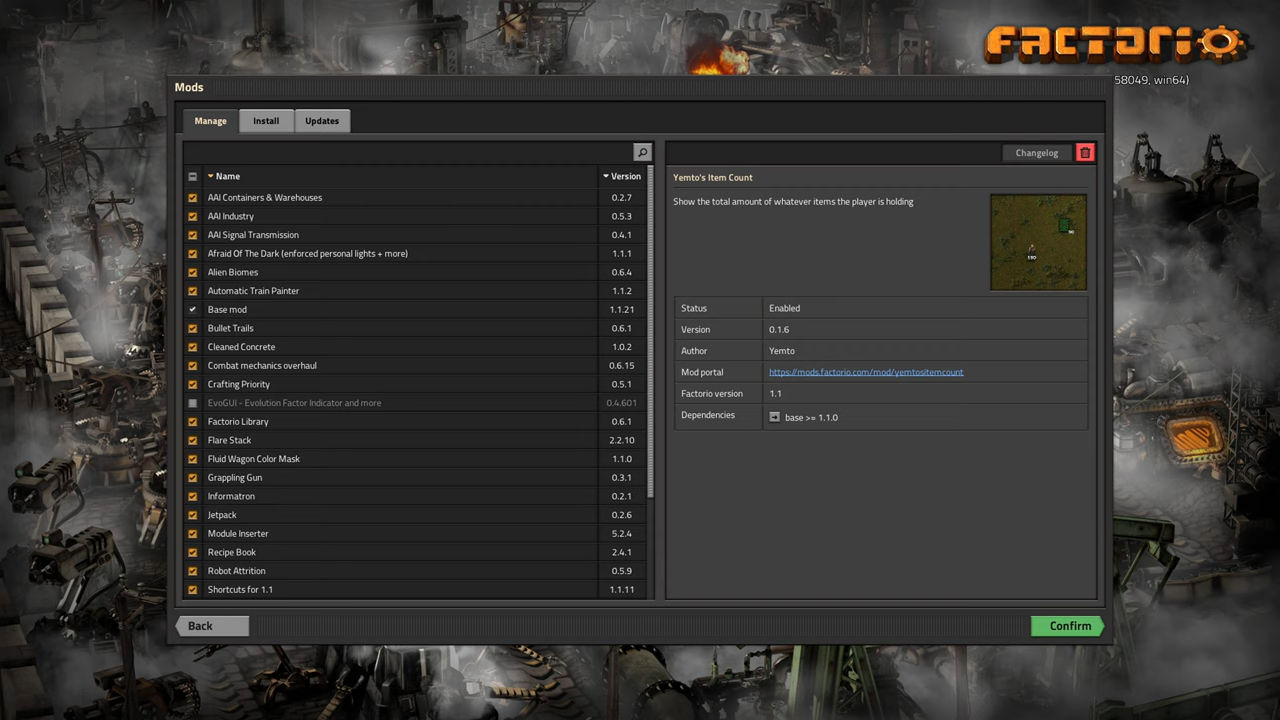 FACTORIO
58049, win64)
Mods
Manage Install Updates
Changelog
Name Version
AAI Containers & Warehouses 0.2.7
AAI Industry 0.5.3
AAI Signal Transmission 0.4.1
Afraid Of The Dark (enforced personal lights + more) 1.1.1
Alien Biomes 0.6.4
Automatic Train Painter 1.1.2
Base mod 1.1.21
Bullet Trails 0.6.1
Cleaned Concrete 1.0.2
Combat mechanics overhaul 0.6.15
Crafting Priority 0.5.1
EvoGUI - Evolution Factor Indicator and more 0.4.601
Factorio Library 0.6.1
Flare Stack 2.2.10
Fluid Wagon Color Mask 1.1.0
Grappling Gun 0.3.1
Informatron 0.2.1
Jetpack 0.2.6
Module Inserter 5.2.4
Recipe Book 2.4.1
Robot Attrition 0.5.9
Shortcuts for 1.1 1.1.11
Yemto's Item Count
Show the total amount of whatever items the player is holding
Status Enabled
Version 0.1.6
Author Yemto
Mod portal https://mods.factorio.com/mod/yemtositemcount
Factorio version 1.1
Dependencies base >= 1.1.0
Back
Confirm